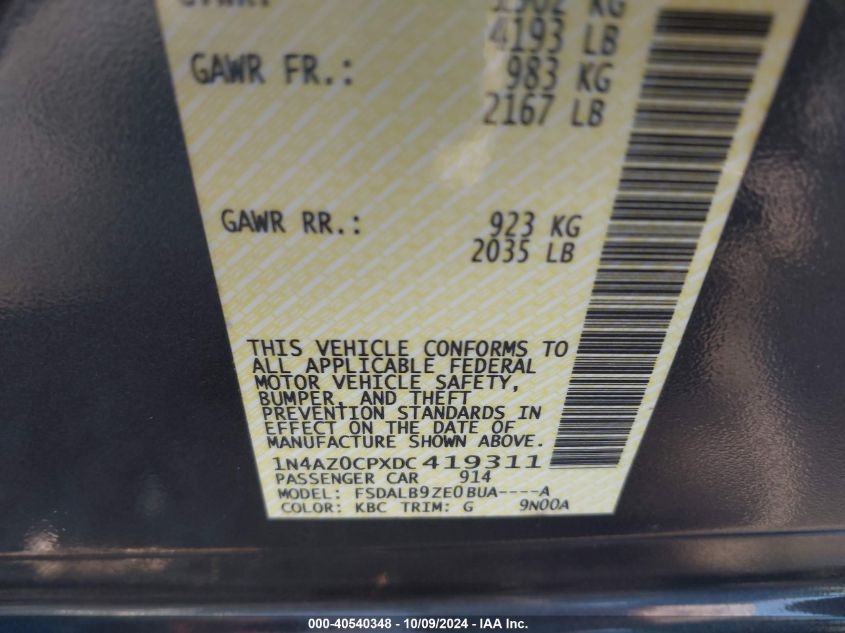 4193 LB
GAWR FR.: 983 KG
2167 LB
GAWR RR.: 923 KG
2035 LB
THIS VEHICLE CONFORMS TO
ALL APPLICABLE FEDERAL
MOTOR VEHICLE SAFETY,
BUMPER, AND THEFT
PREVENTION STANDARDS IN
EFFECT ON THE DATE OF
MANUFACTURE SHOWN ABOVE.
1N4AZ0CPXDC419311
PASSENGER CAR 914
MODEL: FSDALB9ZE0BUA----A
COLOR: KBC TRIM: G 9N00A
000-40540348 - 10/09/2024 - IAA Inc.